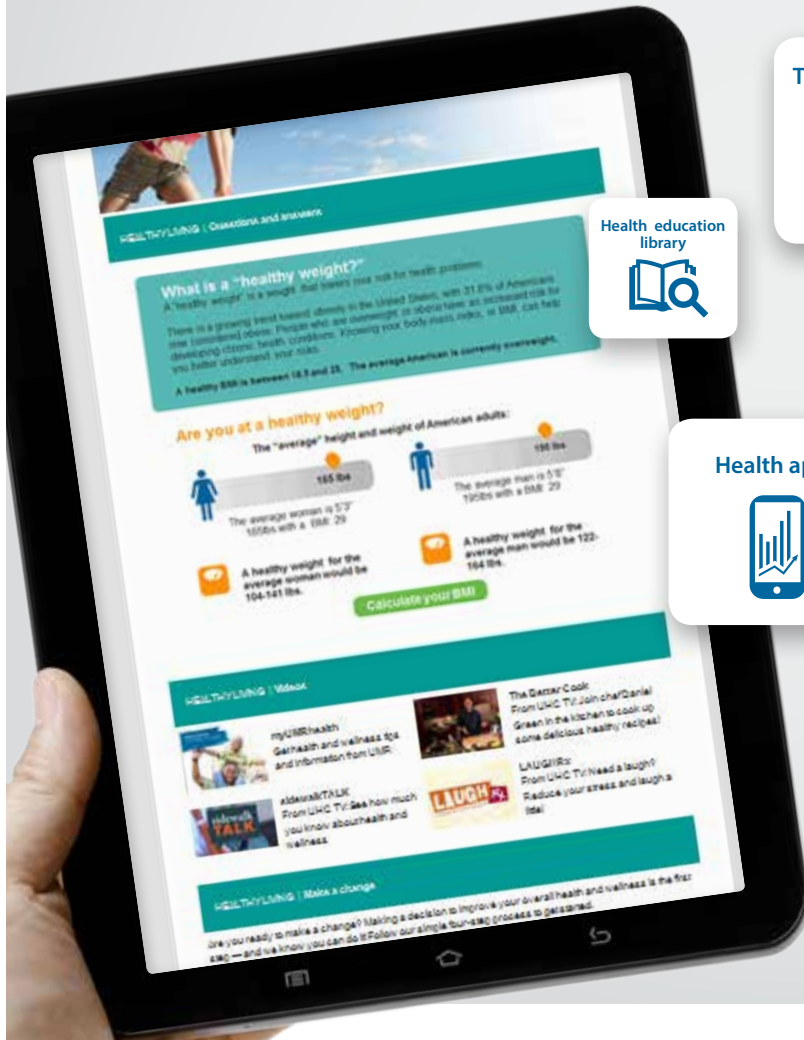 T
Health education
library
Health ap
HEALTHYLIVING | Questions and answers
What is a "healthy weight?"
A "healthy weight" is a weight that lowers your risk for health problems.
There is a growing trend toward obesity in the United States, with 31.8% of Americans
now considered obese. People who are overweight or obese have an increased risk for
developing chronic health conditions. Knowing your body mass index, or BMI, can help
you better understand your risks.
A healthy BMI is between 18.5 and 25. The average American is currently overweight.
Are you at a healthy weight?
The "average" height and weight of American adults:
165 lbs
195 lbs
The average woman is 5'3"
165lbs with a BMI: 29
The average man is 5'8"
195lbs with a BMI: 29
A healthy weight for the
average woman would be
104-141 lbs.
A healthy weight for the
average man would be 122-
164 lbs.
Calculate your BMI
HEALTHYLIVING | Videos
myUMRhealth
Get health and wellness tips
and information from UMR.
The Better Cook
From UHC TV: Join chef Daniel
Green in the kitchen to cook up
some delicious healthy recipes!
sidewalk
TALK
sidewalkTALK
From UHC TV: See how much
you know about health and
wellness.
LAUGH Rx
LAUGH/Rx
From UHC TV: Need a laugh?
Reduce your stress and laugh a
little!
HEALTHYLIVING | Make a change
Are you ready to make a change? Making a decision to improve your overall health and wellness is the first
step — and we know you can do it! Follow our simple four-step process to get started.